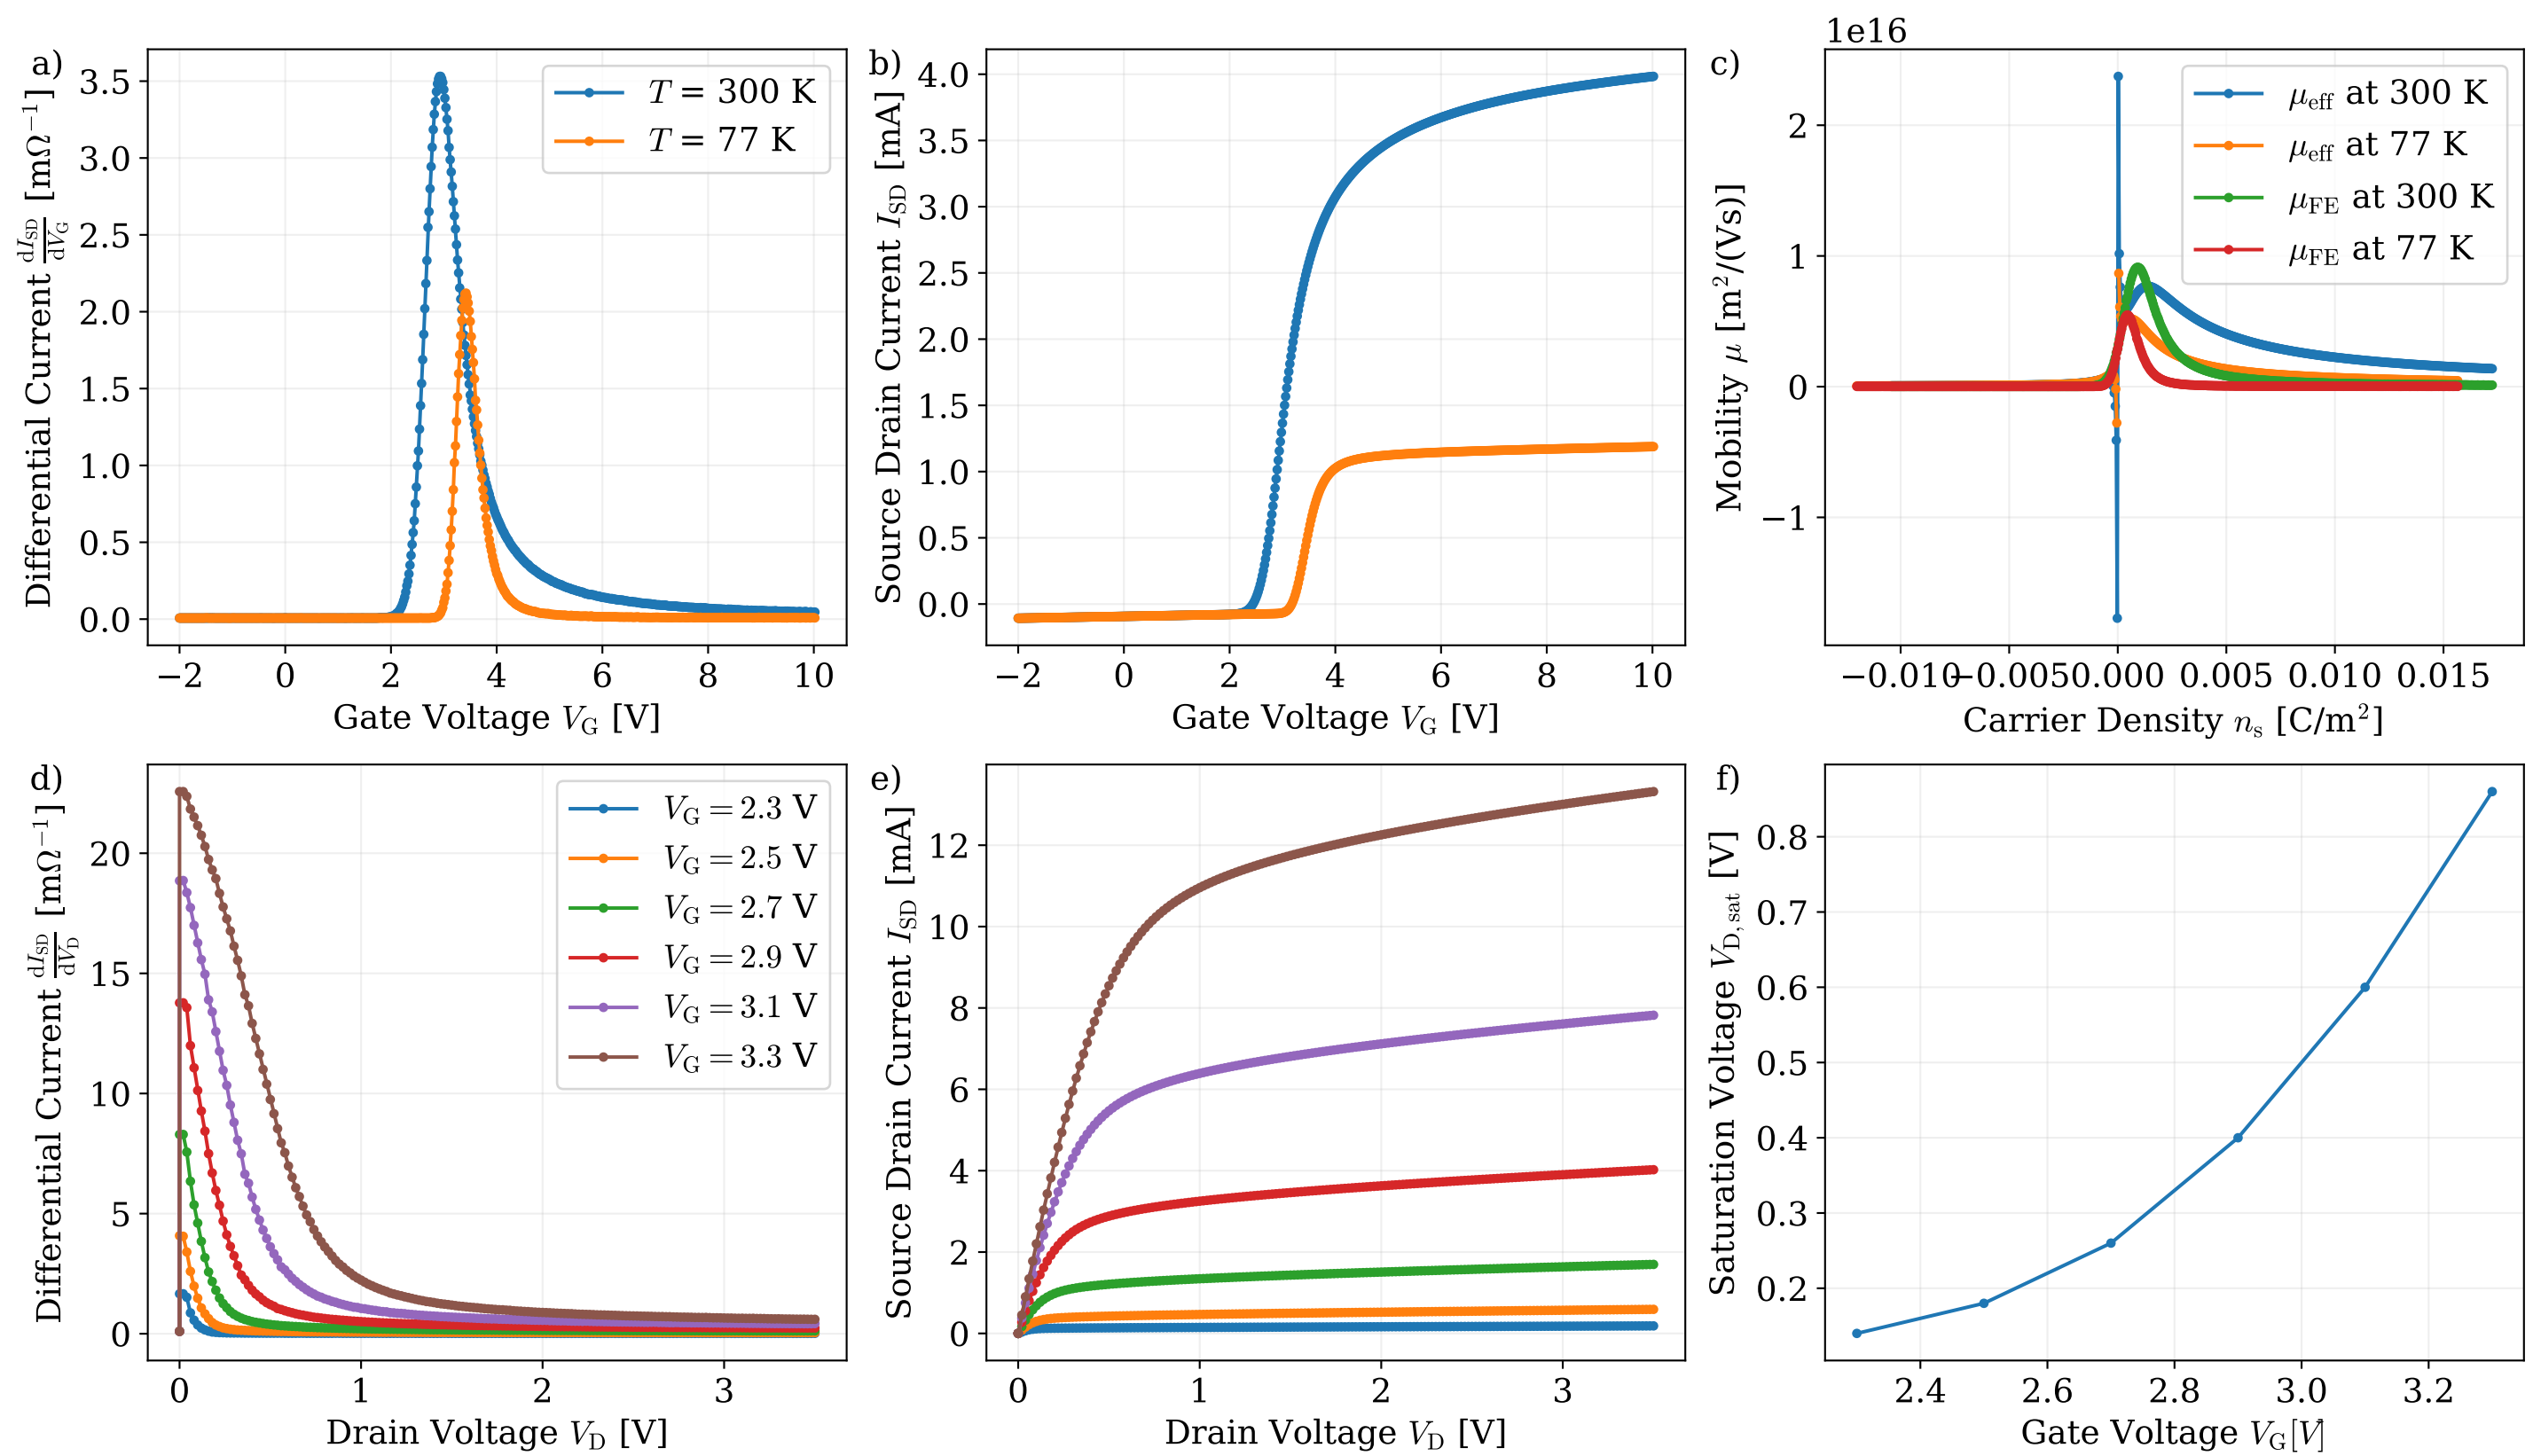 a)
Differential Current dI_SD/dV_G [mΩ⁻¹]
3.5
3.0
2.5
2.0
1.5
1.0
0.5
0.0
T = 300 K
T = 77 K
−2 0 2 4 6 8 10
Gate Voltage V_G [V]
b)
Source Drain Current I_SD [mA]
4.0
3.5
3.0
2.5
2.0
1.5
1.0
0.5
0.0
−2 0 2 4 6 8 10
Gate Voltage V_G [V]
c)
1e16
Mobility μ [m²/(Vs)]
2
1
0
−1
μ_eff at 300 K
μ_eff at 77 K
μ_FE at 300 K
μ_FE at 77 K
−0.010 −0.005 0.000 0.005 0.010 0.015
Carrier Density n_s [C/m²]
d)
Differential Current dI_SD/dV_D [mΩ⁻¹]
20
15
10
5
0
V_G = 2.3 V
V_G = 2.5 V
V_G = 2.7 V
V_G = 2.9 V
V_G = 3.1 V
V_G = 3.3 V
0 1 2 3
Drain Voltage V_D [V]
e)
Source Drain Current I_SD [mA]
12
10
8
6
4
2
0
0 1 2 3
Drain Voltage V_D [V]
f)
Saturation Voltage V_D,sat [V]
0.8
0.7
0.6
0.5
0.4
0.3
0.2
2.4 2.6 2.8 3.0 3.2
Gate Voltage V_G[V]